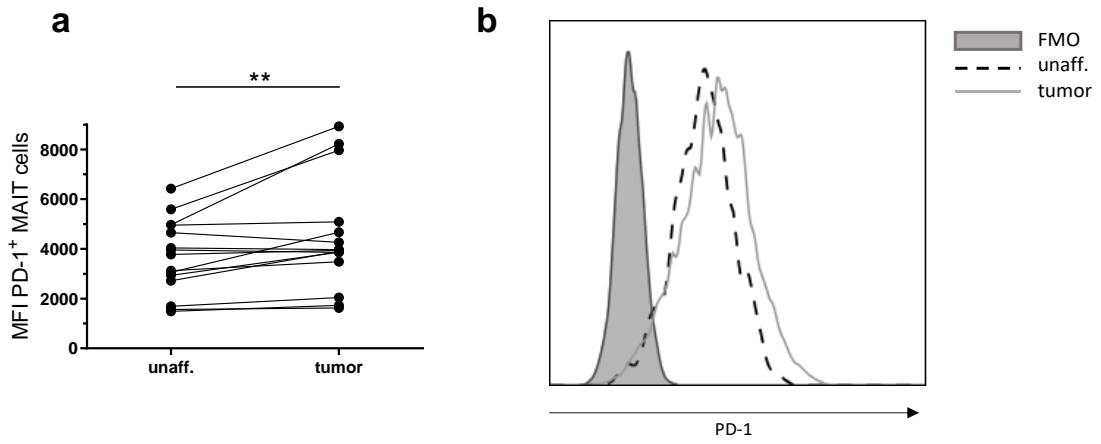 a
**
MFI PD-1⁺ MAIT cells
8000
6000
4000
2000
0
unaff.
tumor
b
PD-1
FMO
unaff.
tumor